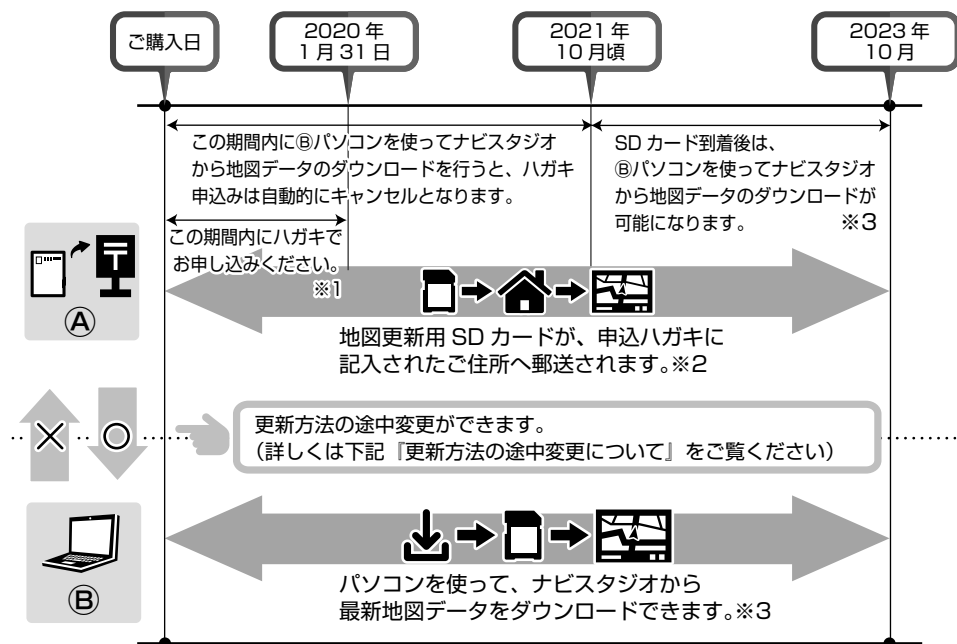 ご購入日
2020 年
1 月 31 日
2021 年
10 月頃
2023 年
10 月
この期間内にⒷパソコンを使ってナビスタジオ
から地図データのダウンロードを行うと、ハガキ
申込みは自動的にキャンセルとなります。
SD カード到着後は、
Ⓑパソコンを使ってナビスタジオ
から地図データのダウンロードが
可能になります。 ※3
この期間内にハガキで
お申し込みください。
※1
〒
Ⓐ
地図更新用 SD カードが、申込ハガキに
記入されたご住所へ郵送されます。※2
更新方法の途中変更ができます。
（詳しくは下記『更新方法の途中変更について』をご覧ください）
Ⓑ
パソコンを使って、ナビスタジオから
最新地図データをダウンロードできます。※3